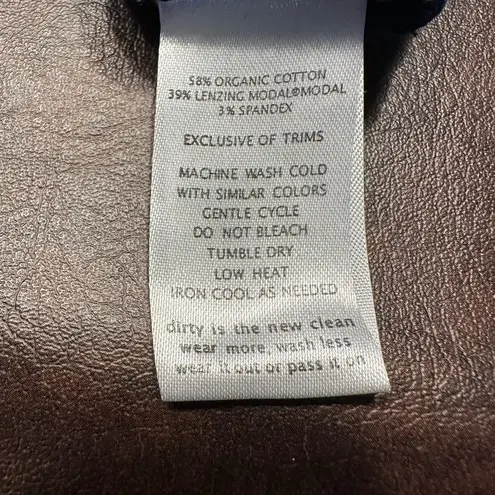 58% ORGANIC COTTON
39% LENZING MODAL®MODAL
3% SPANDEX
EXCLUSIVE OF TRIMS
MACHINE WASH COLD
WITH SIMILAR COLORS
GENTLE CYCLE
DO NOT BLEACH
TUMBLE DRY
LOW HEAT
IRON COOL AS NEEDED
dirty is the new clean
wear more, wash less
wear it out or pass it on